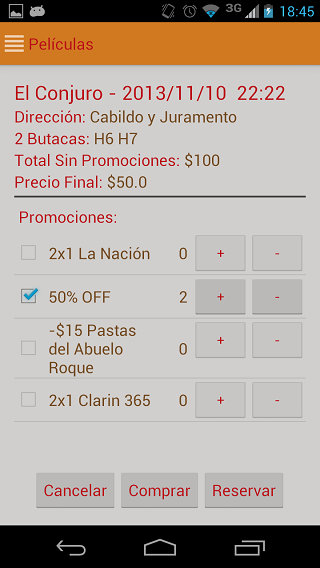 3G 18:45
Películas
El Conjuro - 2013/11/10 22:22
Dirección: Cabildo y Juramento
2 Butacas: H6 H7
Total Sin Promociones: $100
Precio Final: $50.0
Promociones:
2x1 La Nación 0 + -
50% OFF 2 + -
-$15 Pastas
del Abuelo
Roque 0 + -
2x1 Clarin 365 0 + -
Cancelar Comprar Reservar